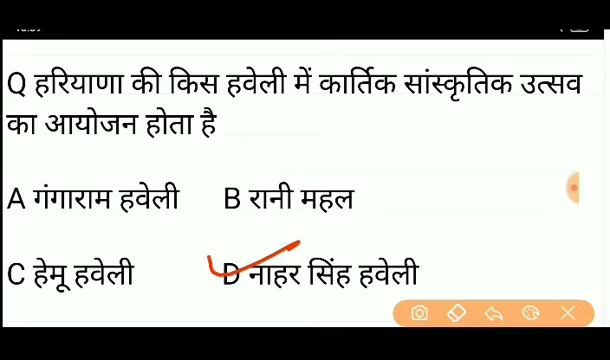 Q हरियाणा की किस हवेली में कार्तिक सांस्कृतिक उत्सव
का आयोजन होता है
A गंगाराम हवेली B रानी महल
C हेमू हवेली D नाहर सिंह हवेली